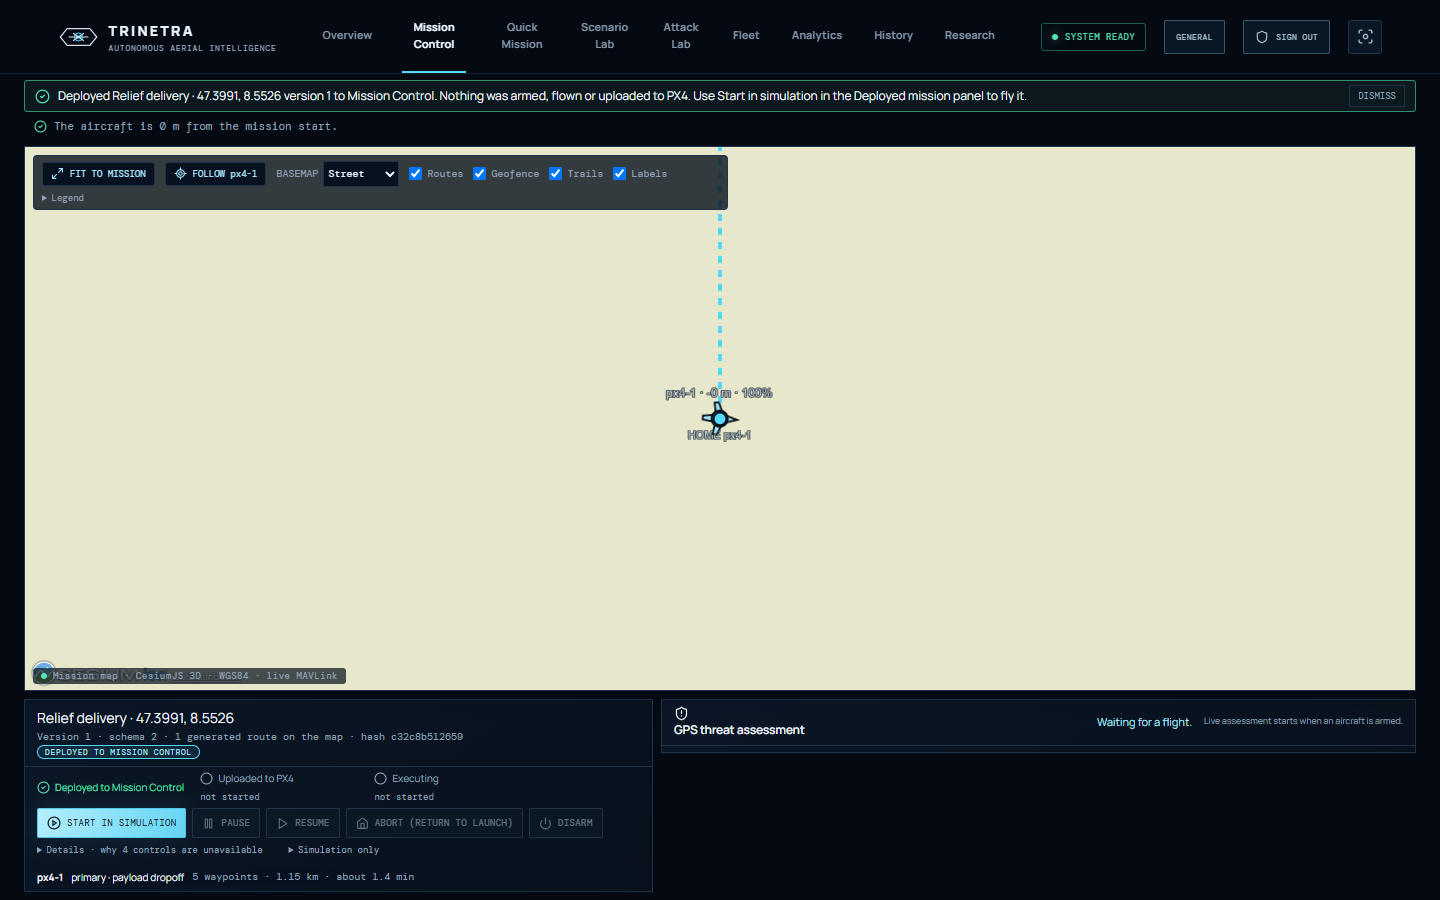 TRINETRA
AUTONOMOUS AERIAL INTELLIGENCE
Overview
Mission Control
Quick Mission
Scenario Lab
Attack Lab
Fleet
Analytics
History
Research
SYSTEM READY
GENERAL
SIGN OUT
Deployed Relief delivery · 47.3991, 8.5526 version 1 to Mission Control. Nothing was armed, flown or uploaded to PX4. Use Start in simulation in the Deployed mission panel to fly it.
DISMISS
The aircraft is 0 m from the mission start.
FIT TO MISSION
FOLLOW px4-1
BASEMAP
Street
Routes
Geofence
Trails
Labels
Legend
px4-1 · -0 m · 100%
HOME px4-1
Mission map · CesiumJS 3D · WGS84 · live MAVLink
Relief delivery · 47.3991, 8.5526
Version 1 · schema 2 · 1 generated route on the map · hash c32c8b512659
DEPLOYED TO MISSION CONTROL
Deployed to Mission Control
Uploaded to PX4
not started
Executing
not started
START IN SIMULATION
PAUSE
RESUME
ABORT (RETURN TO LAUNCH)
DISARM
Details · why 4 controls are unavailable
Simulation only
px4-1 primary · payload dropoff 5 waypoints · 1.15 km · about 1.4 min
GPS threat assessment
Waiting for a flight.
Live assessment starts when an aircraft is armed.